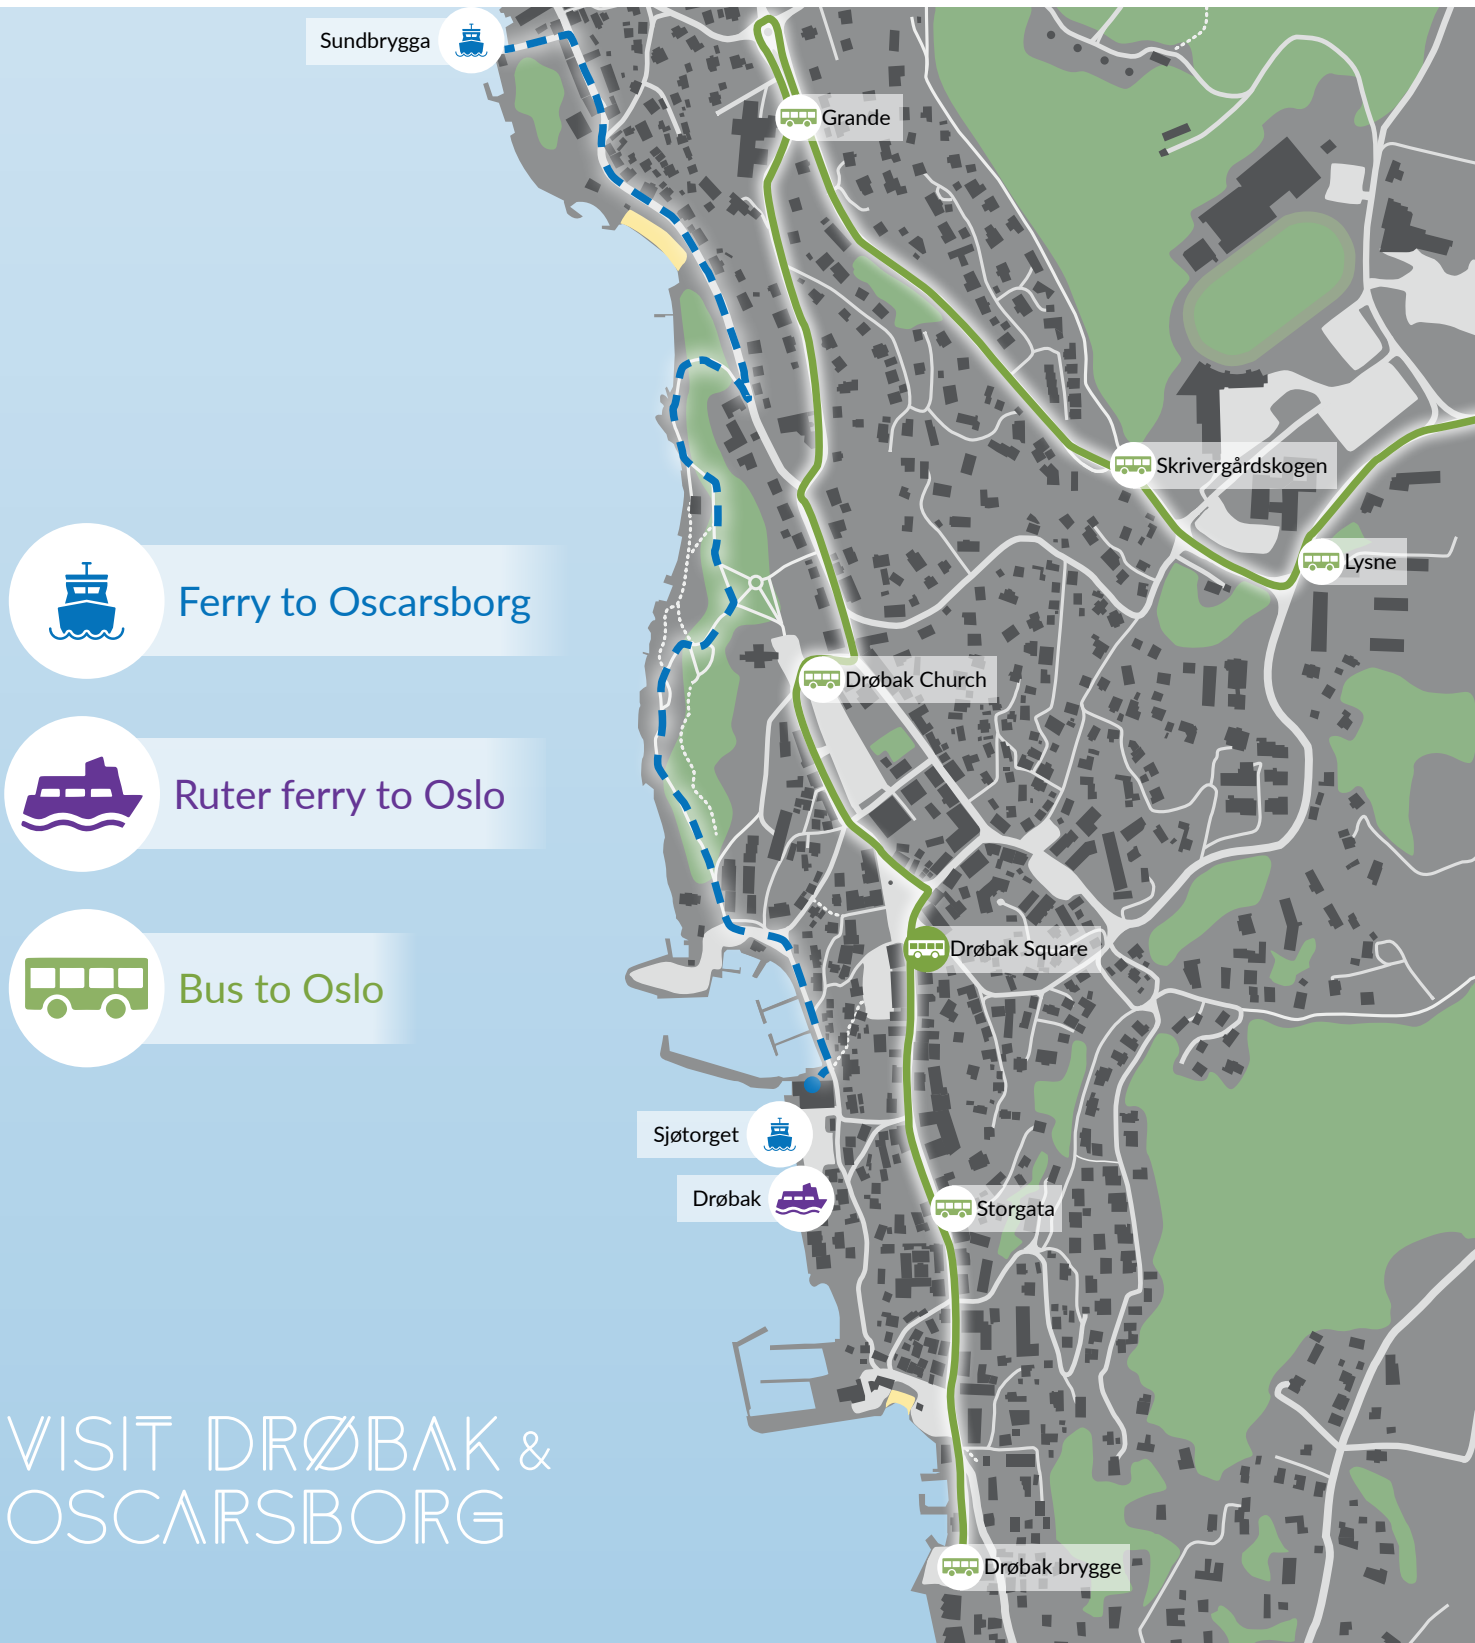 Sundbrygga
Grande
Skrivergårdskogen
Lysne
Ferry to Oscarsborg
Drøbak Church
Ruter ferry to Oslo
Drøbak Square
Bus to Oslo
Sjøtorget
Drøbak
Storgata
VISIT DRØBAK &
OSCARSBORG
Drøbak brygge